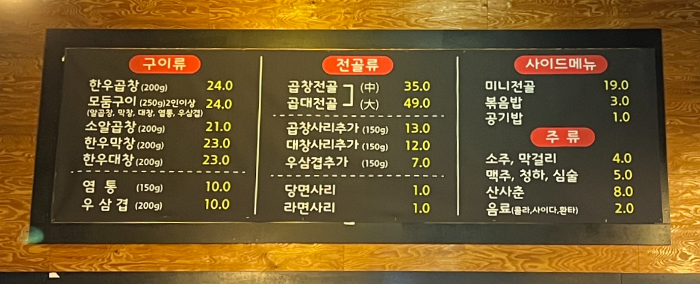 구이류
한우곱창(200g) 24.0
모둠구이(250g)2인이상 24.0
(알곱창, 막창, 대창, 염통, 우삼겹)
소알곱창(200g) 21.0
한우막창(200g) 23.0
한우대창(200g) 23.0
염통 (150g) 10.0
우삼겹 (200g) 10.0
전골류
곱창전골 (中) 35.0
곱대전골 (大) 49.0
곱창사리추가 (150g) 13.0
대창사리추가 (150g) 12.0
우삼겹추가 (150g) 7.0
당면사리 1.0
라면사리 1.0
사이드메뉴
미니전골 19.0
볶음밥 3.0
공기밥 1.0
주류
소주, 막걸리 4.0
맥주, 청하, 심술 5.0
산사춘 8.0
음료(콜라,사이다,환타) 2.0